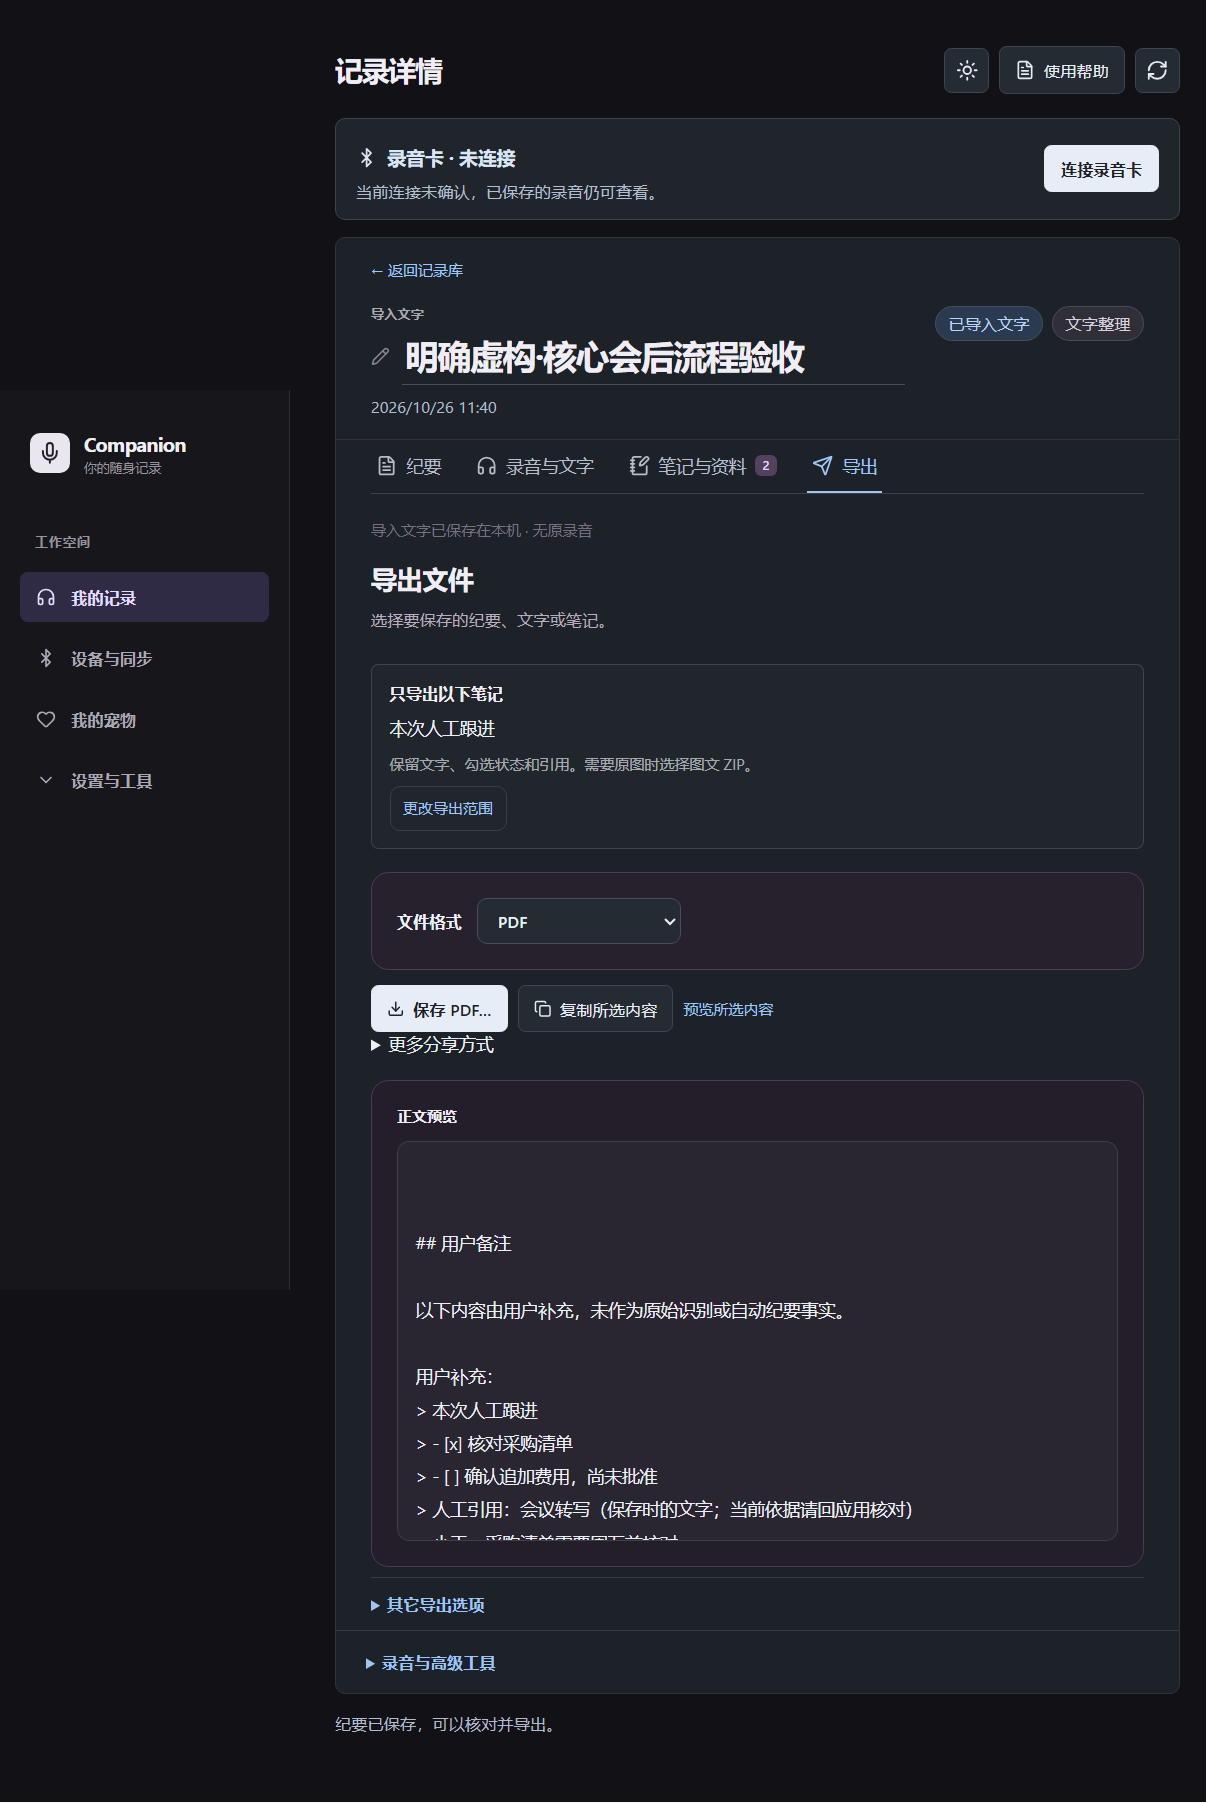 记录详情
使用帮助
录音卡 · 未连接
当前连接未确认，已保存的录音仍可查看。
连接录音卡
← 返回记录库
导入文字
已导入文字
文字整理
明确虚构·核心会后流程验收
2026/10/26 11:40
Companion
你的随身记录
工作空间
我的记录
设备与同步
我的宠物
设置与工具
纪要
录音与文字
笔记与资料
2
导出
导入文字已保存在本机 · 无原录音
导出文件
选择要保存的纪要、文字或笔记。
只导出以下笔记
本次人工跟进
保留文字、勾选状态和引用。需要原图时选择图文 ZIP。
更改导出范围
文件格式
PDF
保存 PDF...
复制所选内容
预览所选内容
更多分享方式
正文预览
## 用户备注
以下内容由用户补充，未作为原始识别或自动纪要事实。
用户补充：
> 本次人工跟进
> - [x] 核对采购清单
> - [ ] 确认追加费用，尚未批准
> 人工引用：会议转写（保存时的文字；当前依据请回应用核对）
其它导出选项
录音与高级工具
纪要已保存，可以核对并导出。